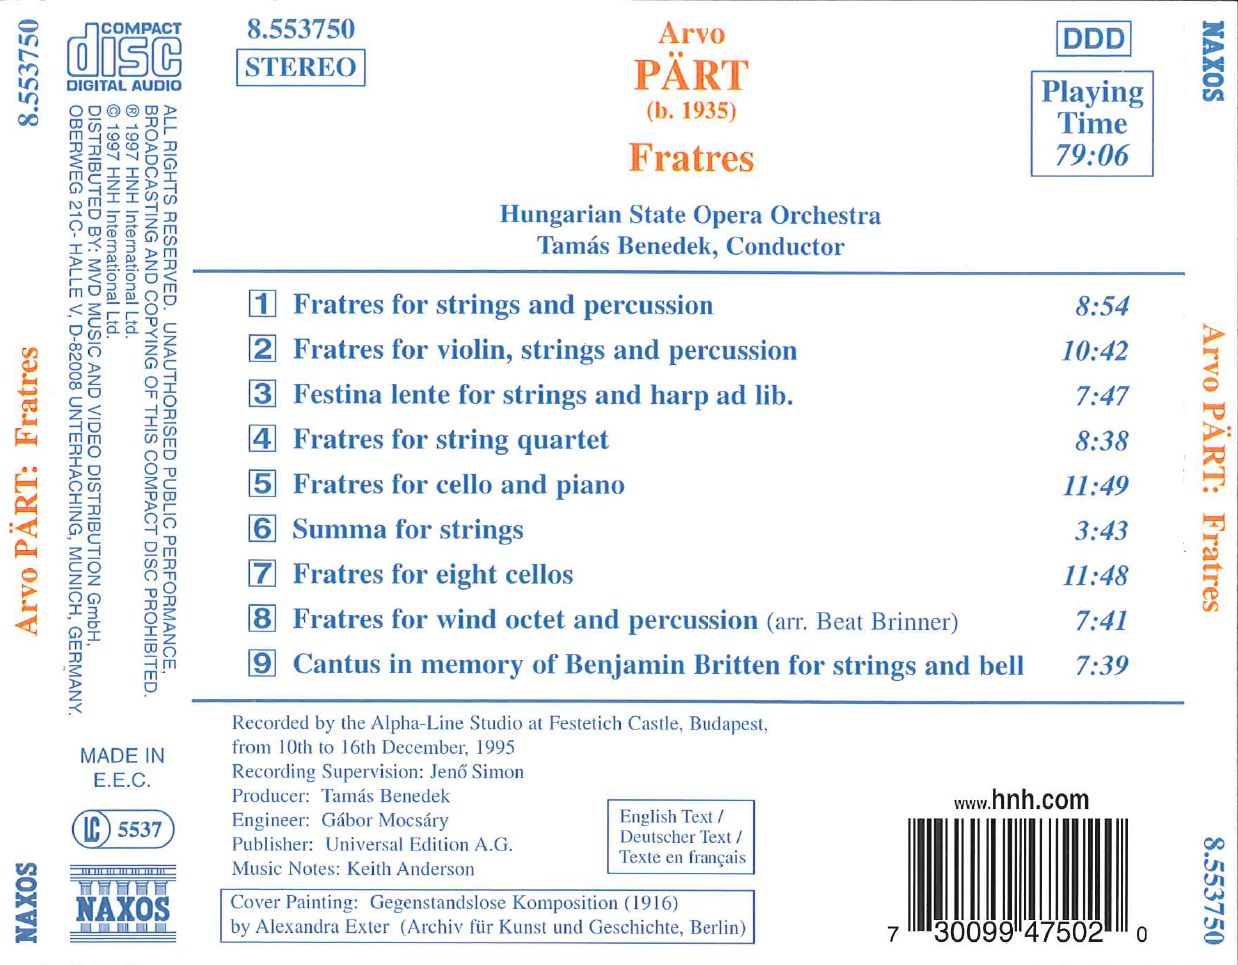 8.553750
Arvo PÄRT: Fratres
NAXOS
COMPACT
disc
DIGITAL AUDIO
ALL RIGHTS RESERVED. UNAUTHORISED PUBLIC PERFORMANCE,
BROADCASTING AND COPYING OF THIS COMPACT DISC PROHIBITED.
℗ 1997 HNH International Ltd.
© 1997 HNH International Ltd.
DISTRIBUTED BY: MVD MUSIC AND VIDEO DISTRIBUTION GmbH,
OBERWEG 21C- HALLE V, D-82008 UNTERHACHING, MUNICH, GERMANY.
MADE IN
E.E.C.
LC 5537
NAXOS
8.553750
STEREO
Arvo
PÄRT
(b. 1935)
Fratres
DDD
Playing
Time
79:06
Hungarian State Opera Orchestra
Tamás Benedek, Conductor
1 Fratres for strings and percussion 8:54
2 Fratres for violin, strings and percussion 10:42
3 Festina lente for strings and harp ad lib. 7:47
4 Fratres for string quartet 8:38
5 Fratres for cello and piano 11:49
6 Summa for strings 3:43
7 Fratres for eight cellos 11:48
8 Fratres for wind octet and percussion (arr. Beat Brinner) 7:41
9 Cantus in memory of Benjamin Britten for strings and bell 7:39
Recorded by the Alpha-Line Studio at Festetich Castle, Budapest,
from 10th to 16th December, 1995
Recording Supervision: Jenő Simon
Producer: Tamás Benedek
Engineer: Gábor Mocsáry
Publisher: Universal Edition A.G.
Music Notes: Keith Anderson
English Text /
Deutscher Text /
Texte en français
Cover Painting: Gegenstandslose Komposition (1916)
by Alexandra Exter (Archiv für Kunst und Geschichte, Berlin)
www.hnh.com
7 30099 47502 0
NAXOS
Arvo PÄRT: Fratres
8.553750